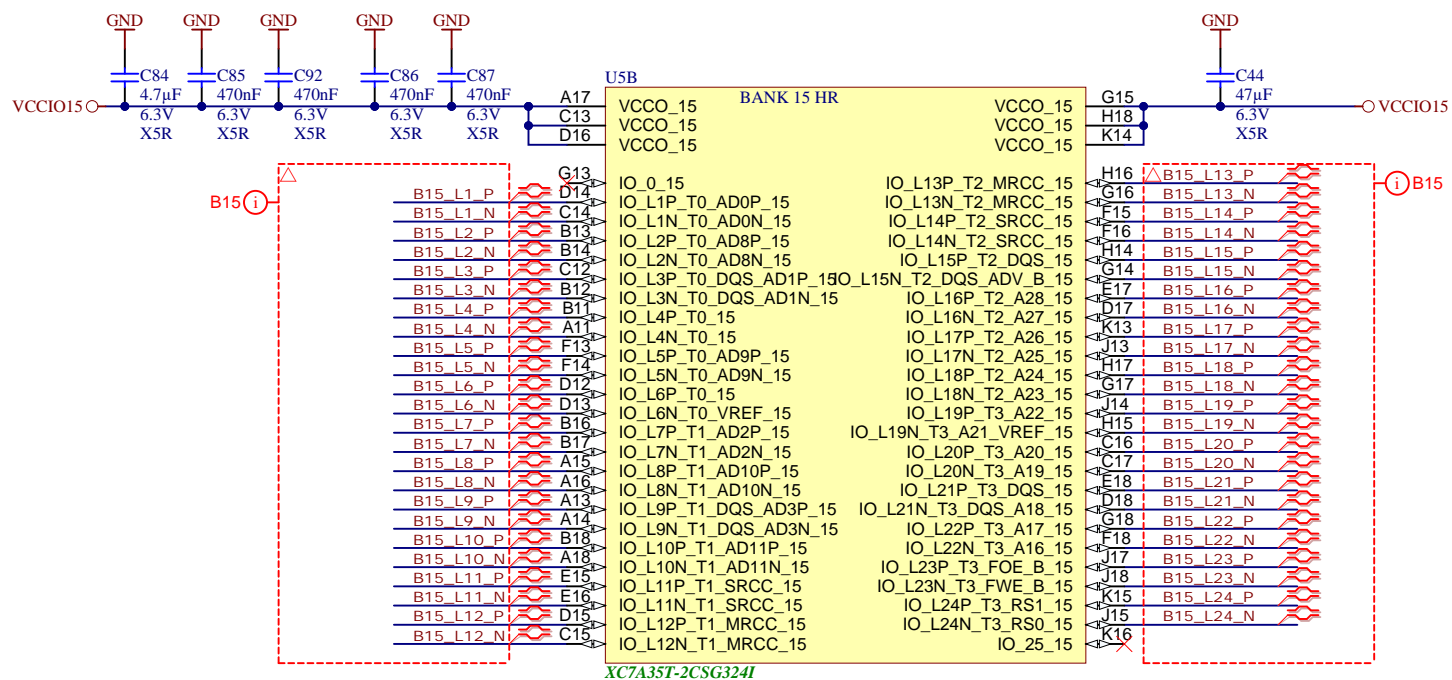 GND GND GND GND GND GND
C84 C85 C92 C86 C87 C44
4.7µF 470nF 470nF 470nF 470nF 47µF
6.3V 6.3V 6.3V 6.3V 6.3V 6.3V
X5R X5R X5R X5R X5R X5R
VCCIO15 VCCIO15
U5B
BANK 15 HR
A17 VCCO_15 VCCO_15 G15
C13 VCCO_15 VCCO_15 H18
D16 VCCO_15 VCCO_15 K14
B15 i i B15
G13 IO_0_15 IO_L13P_T2_MRCC_15 H16 B15_L13_P
B15_L1_P D14 IO_L1P_T0_AD0P_15 IO_L13N_T2_MRCC_15 G16 B15_L13_N
B15_L1_N C14 IO_L1N_T0_AD0N_15 IO_L14P_T2_SRCC_15 F15 B15_L14_P
B15_L2_P B13 IO_L2P_T0_AD8P_15 IO_L14N_T2_SRCC_15 F16 B15_L14_N
B15_L2_N B14 IO_L2N_T0_AD8N_15 IO_L15P_T2_DQS_15 H14 B15_L15_P
B15_L3_P C12 IO_L3P_T0_DQS_AD1P_15 IO_L15N_T2_DQS_ADV_B_15 G14 B15_L15_N
B15_L3_N B12 IO_L3N_T0_DQS_AD1N_15 IO_L16P_T2_A28_15 E17 B15_L16_P
B15_L4_P B11 IO_L4P_T0_15 IO_L16N_T2_A27_15 D17 B15_L16_N
B15_L4_N A11 IO_L4N_T0_15 IO_L17P_T2_A26_15 K13 B15_L17_P
B15_L5_P F13 IO_L5P_T0_AD9P_15 IO_L17N_T2_A25_15 J13 B15_L17_N
B15_L5_N F14 IO_L5N_T0_AD9N_15 IO_L18P_T2_A24_15 H17 B15_L18_P
B15_L6_P D12 IO_L6P_T0_15 IO_L18N_T2_A23_15 G17 B15_L18_N
B15_L6_N D13 IO_L6N_T0_VREF_15 IO_L19P_T3_A22_15 J14 B15_L19_P
B15_L7_P B16 IO_L7P_T1_AD2P_15 IO_L19N_T3_A21_VREF_15 H15 B15_L19_N
B15_L7_N B17 IO_L7N_T1_AD2N_15 IO_L20P_T3_A20_15 C16 B15_L20_P
B15_L8_P A15 IO_L8P_T1_AD10P_15 IO_L20N_T3_A19_15 C17 B15_L20_N
B15_L8_N A16 IO_L8N_T1_AD10N_15 IO_L21P_T3_DQS_15 E18 B15_L21_P
B15_L9_P A13 IO_L9P_T1_DQS_AD3P_15 IO_L21N_T3_DQS_A18_15 D18 B15_L21_N
B15_L9_N A14 IO_L9N_T1_DQS_AD3N_15 IO_L22P_T3_A17_15 G18 B15_L22_P
B15_L10_P B18 IO_L10P_T1_AD11P_15 IO_L22N_T3_A16_15 F18 B15_L22_N
B15_L10_N A18 IO_L10N_T1_AD11N_15 IO_L23P_T3_FOE_B_15 J17 B15_L23_P
B15_L11_P E15 IO_L11P_T1_SRCC_15 IO_L23N_T3_FWE_B_15 J18 B15_L23_N
B15_L11_N E16 IO_L11N_T1_SRCC_15 IO_L24P_T3_RS1_15 K15 B15_L24_P
B15_L12_P D15 IO_L12P_T1_MRCC_15 IO_L24N_T3_RS0_15 J15 B15_L24_N
B15_L12_N C15 IO_L12N_T1_MRCC_15 IO_25_15 K16
XC7A35T-2CSG324I